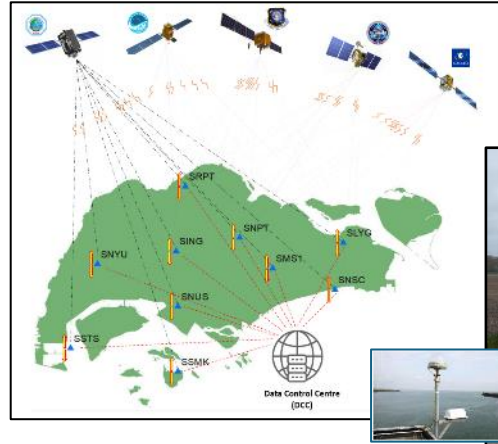 SRPT
SNPT
SLYG
SING
SNYU
SMS1
SNSC
SNUS
SSTS
SSMK
Data Control Centre
(DCC)